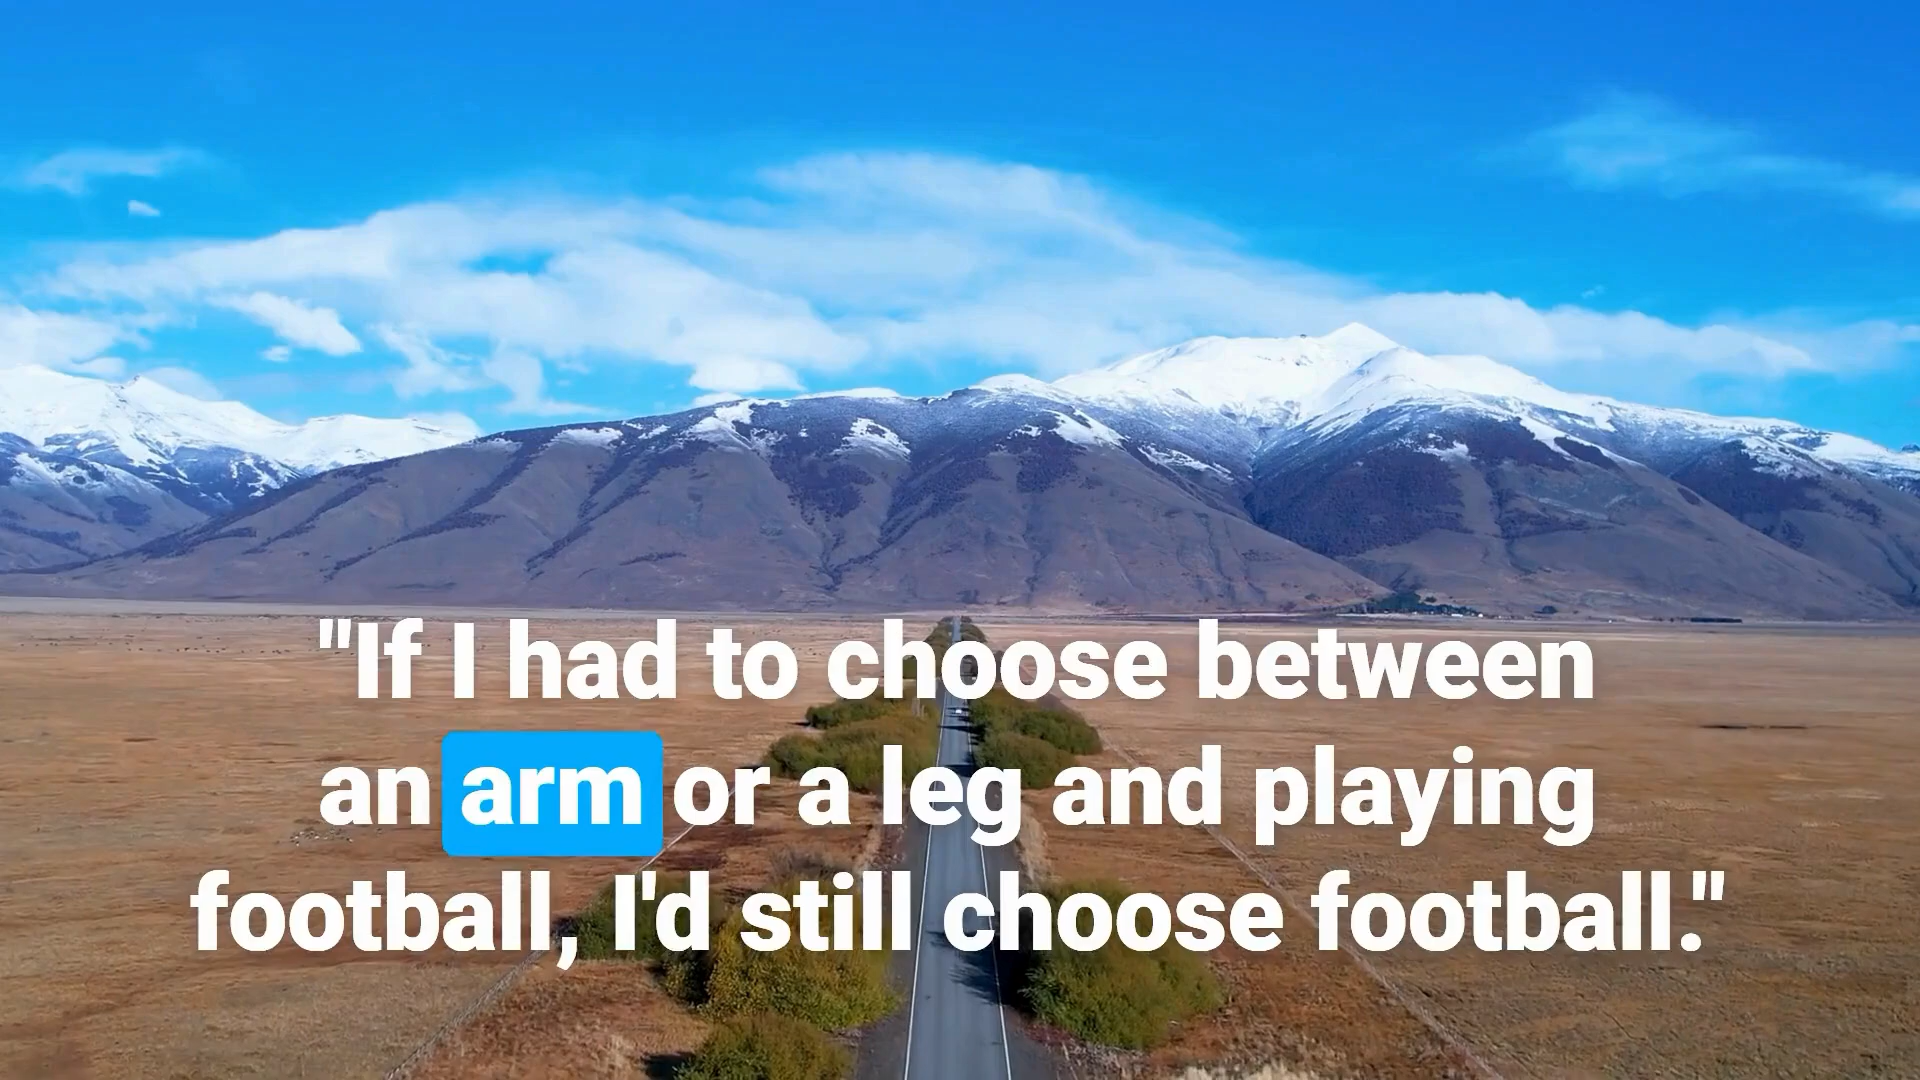 "If I had to choose between
an arm or a leg and playing
football, I'd still choose football."